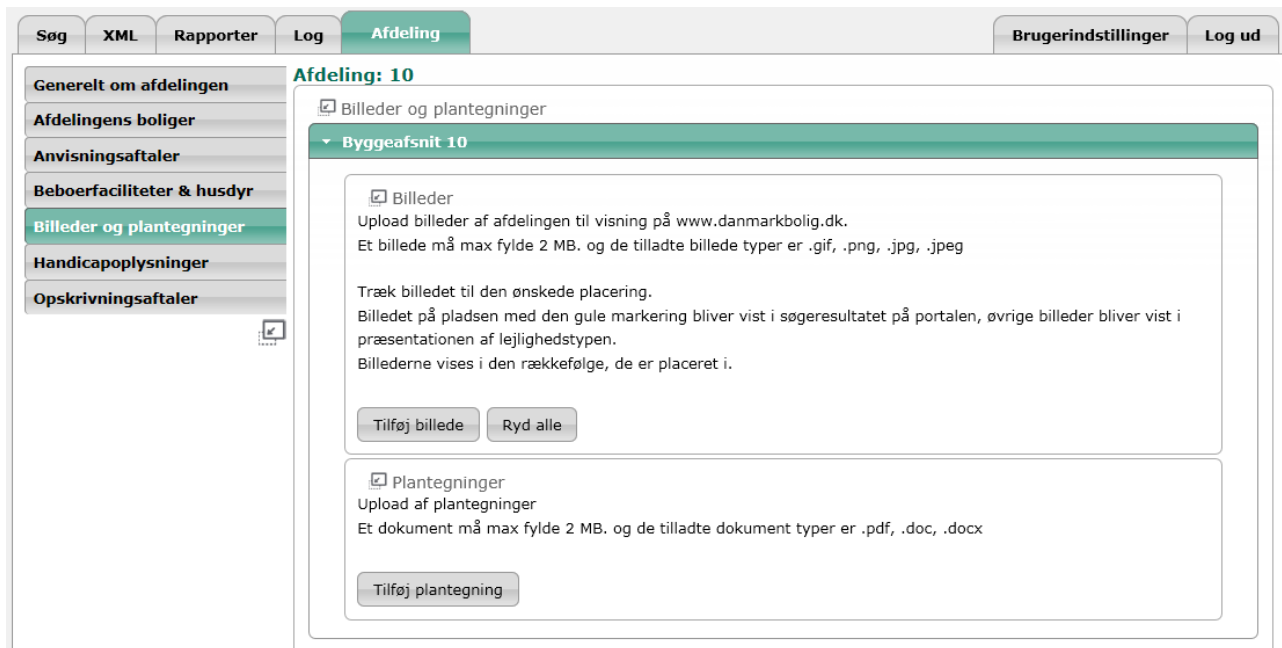 Søg
XML
Rapporter
Log
Afdeling
Brugerindstillinger
Log ud
Generelt om afdelingen
Afdelingens boliger
Anvisningsaftaler
Beboerfaciliteter & husdyr
Billeder og plantegninger
Handicapoplysninger
Opskrivningsaftaler
Afdeling: 10
Billeder og plantegninger
Byggeafsnit 10
Billeder
Upload billeder af afdelingen til visning på www.danmarkbolig.dk.
Et billede må max fylde 2 MB. og de tilladte billede typer er .gif, .png, .jpg, .jpeg
Træk billedet til den ønskede placering.
Billedet på pladsen med den gule markering bliver vist i søgeresultatet på portalen, øvrige billeder bliver vist i
præsentationen af lejlighedstypen.
Billederne vises i den rækkefølge, de er placeret i.
Tilføj billede
Ryd alle
Plantegninger
Upload af plantegninger
Et dokument må max fylde 2 MB. og de tilladte dokument typer er .pdf, .doc, .docx
Tilføj plantegning